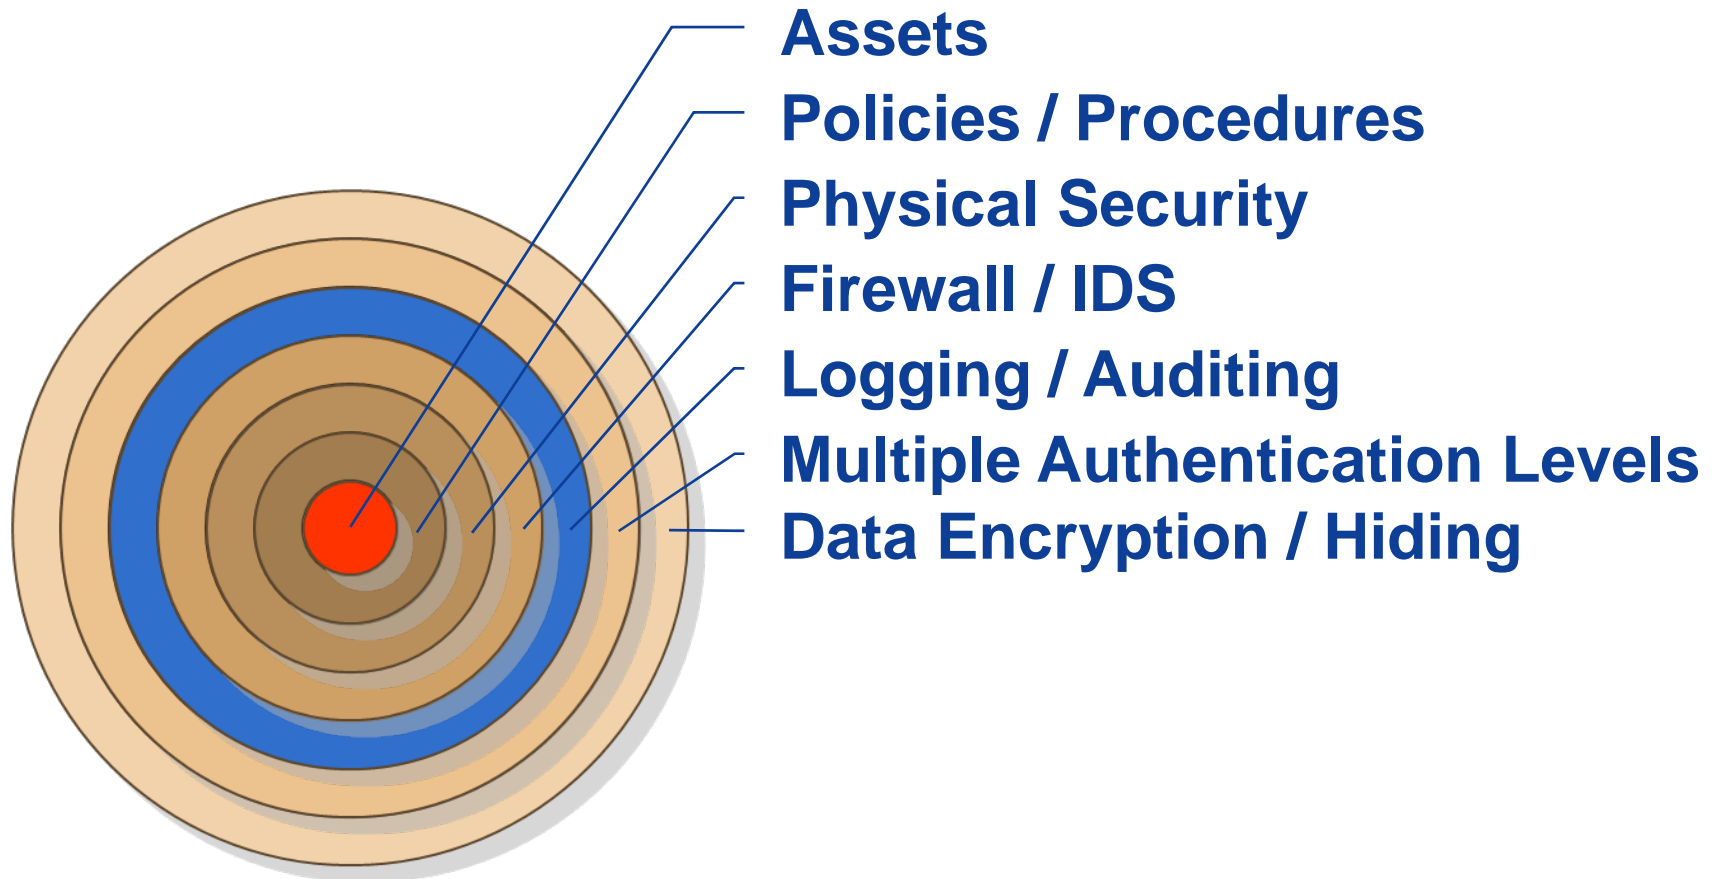 Assets
Policies / Procedures
Physical Security
Firewall / IDS
Logging / Auditing
Multiple Authentication Levels
Data Encryption / Hiding